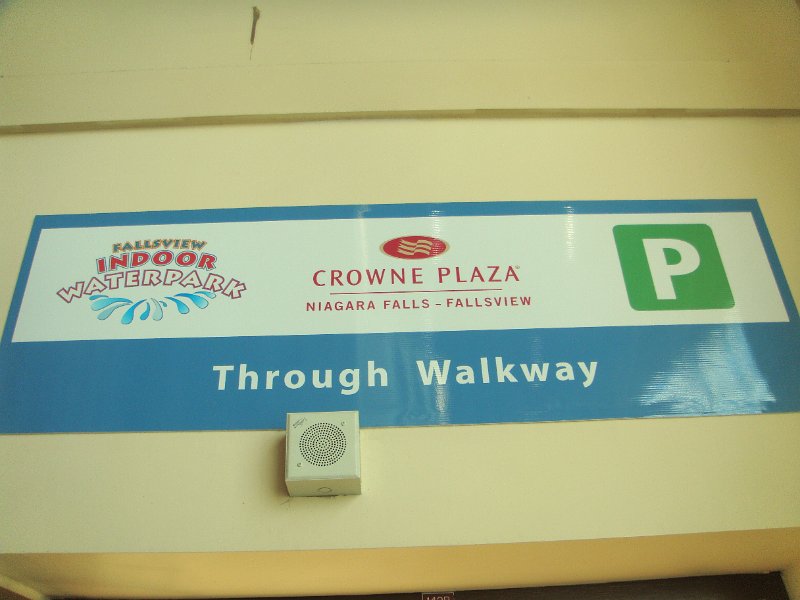 FALLSVIEW
INDOOR
WATERPARK
CROWNE PLAZA
NIAGARA FALLS - FALLSVIEW
P
Through Walkway